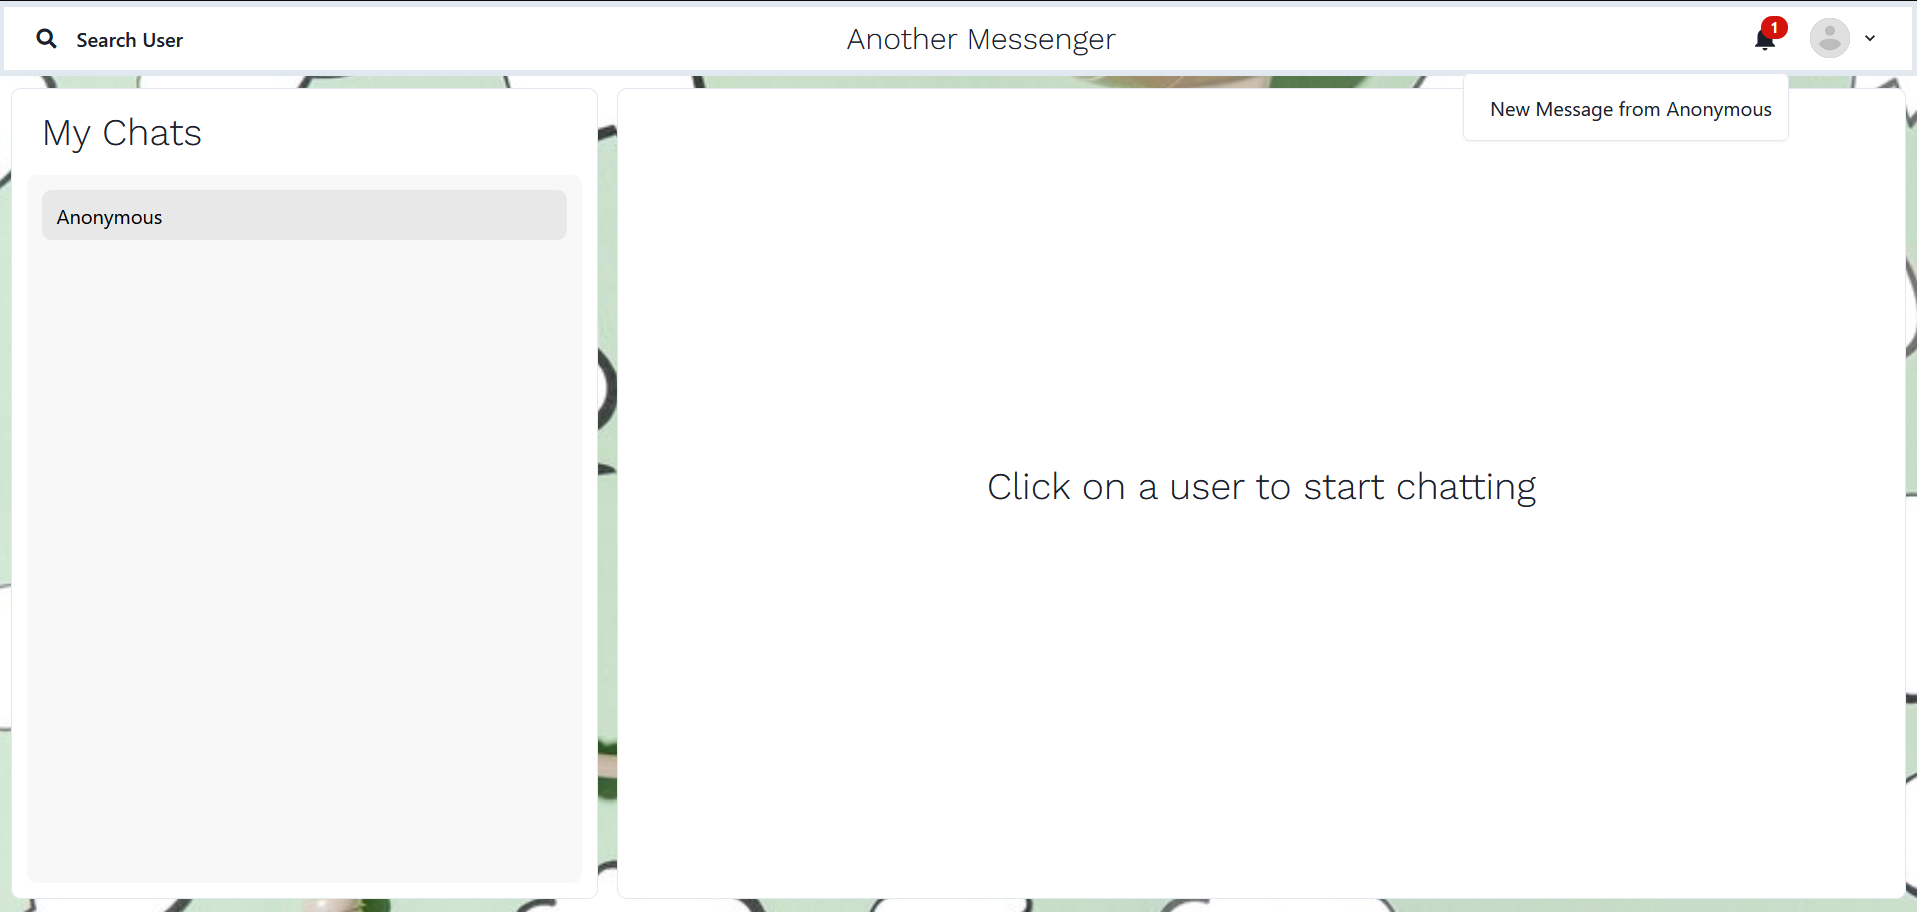 Search User
Another Messenger
1
New Message from Anonymous
My Chats
Anonymous
Click on a user to start chatting